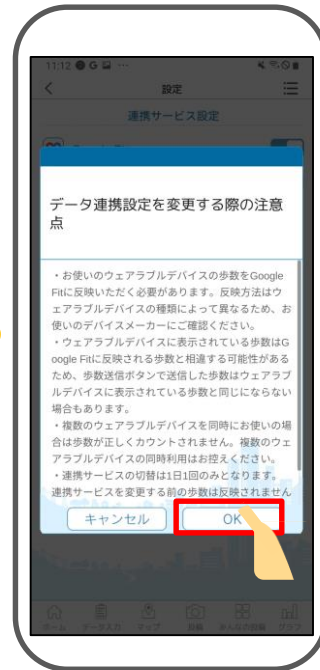 11:12 G
設定
連携サービス設定
データ連携設定を変更する際の注意
点
・お使いのウェアラブルデバイスの歩数をGoogle
Fitに反映いただく必要があります。反映方法はウ
ェアラブルデバイスの種類によって異なるため、お
使いのデバイスメーカーにご確認ください。
・ウェアラブルデバイスに表示されている歩数はG
oogle Fitに反映される歩数と相違する可能性がある
ため、歩数送信ボタンで送信した歩数はウェアラブ
ルデバイスに表示されている歩数と同じにならない
場合もあります。
・複数のウェアラブルデバイスを同時にお使いの場
合は歩数が正しくカウントされません。複数のウェ
アラブルデバイスの同時利用はお控えください。
・連携サービスの切替は1日1回のみとなります。
連携サービスを変更する前の歩数は反映されません
キャンセル
OK
ホーム データ入力 マップ 投稿 みんなの投稿 グラフ